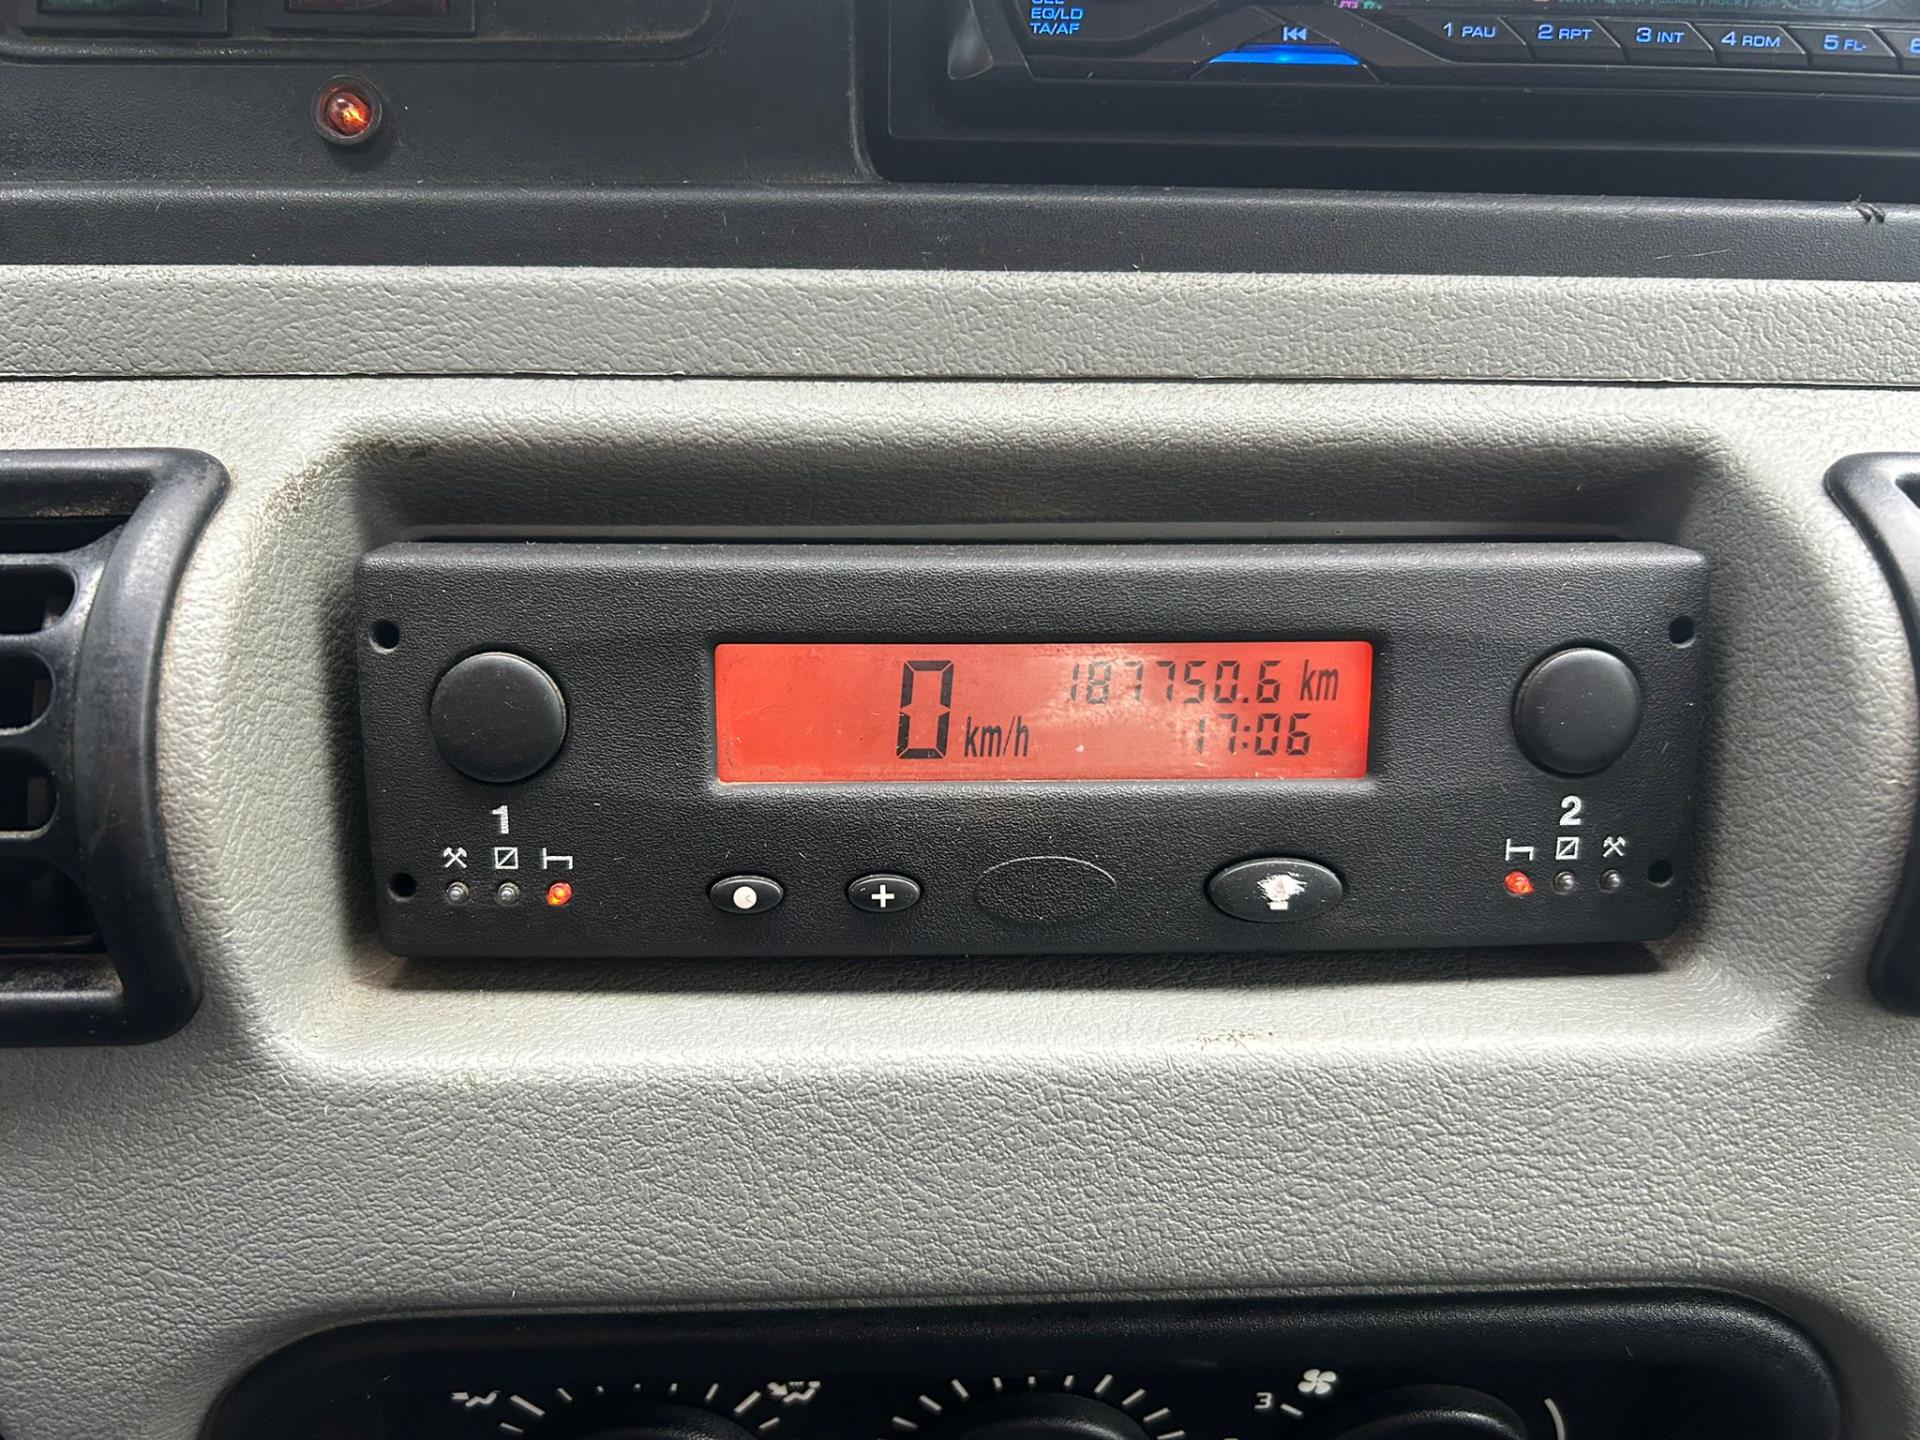 EQ/LD
TA/AF
1 PAU 2 RPT 3 INT 4 RDM 5 FL-
0 km/h
187750.6 km
17:06
1
2
3